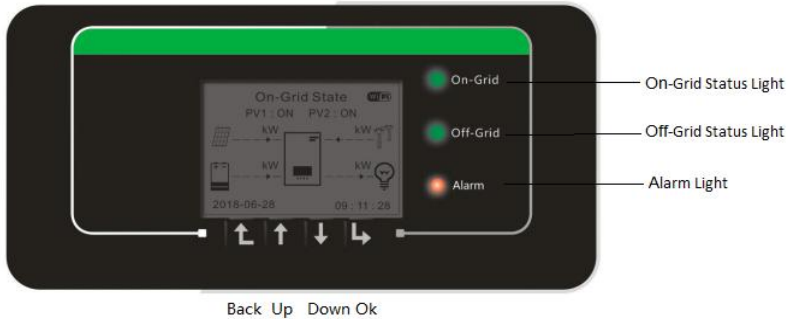 On-Grid State WiFi
PV1 : ON PV2 : ON
kW kW
kW kW
2018-06-28 09 : 11 : 28
On-Grid
Off-Grid
Alarm
On-Grid Status Light
Off-Grid Status Light
Alarm Light
Back Up Down Ok